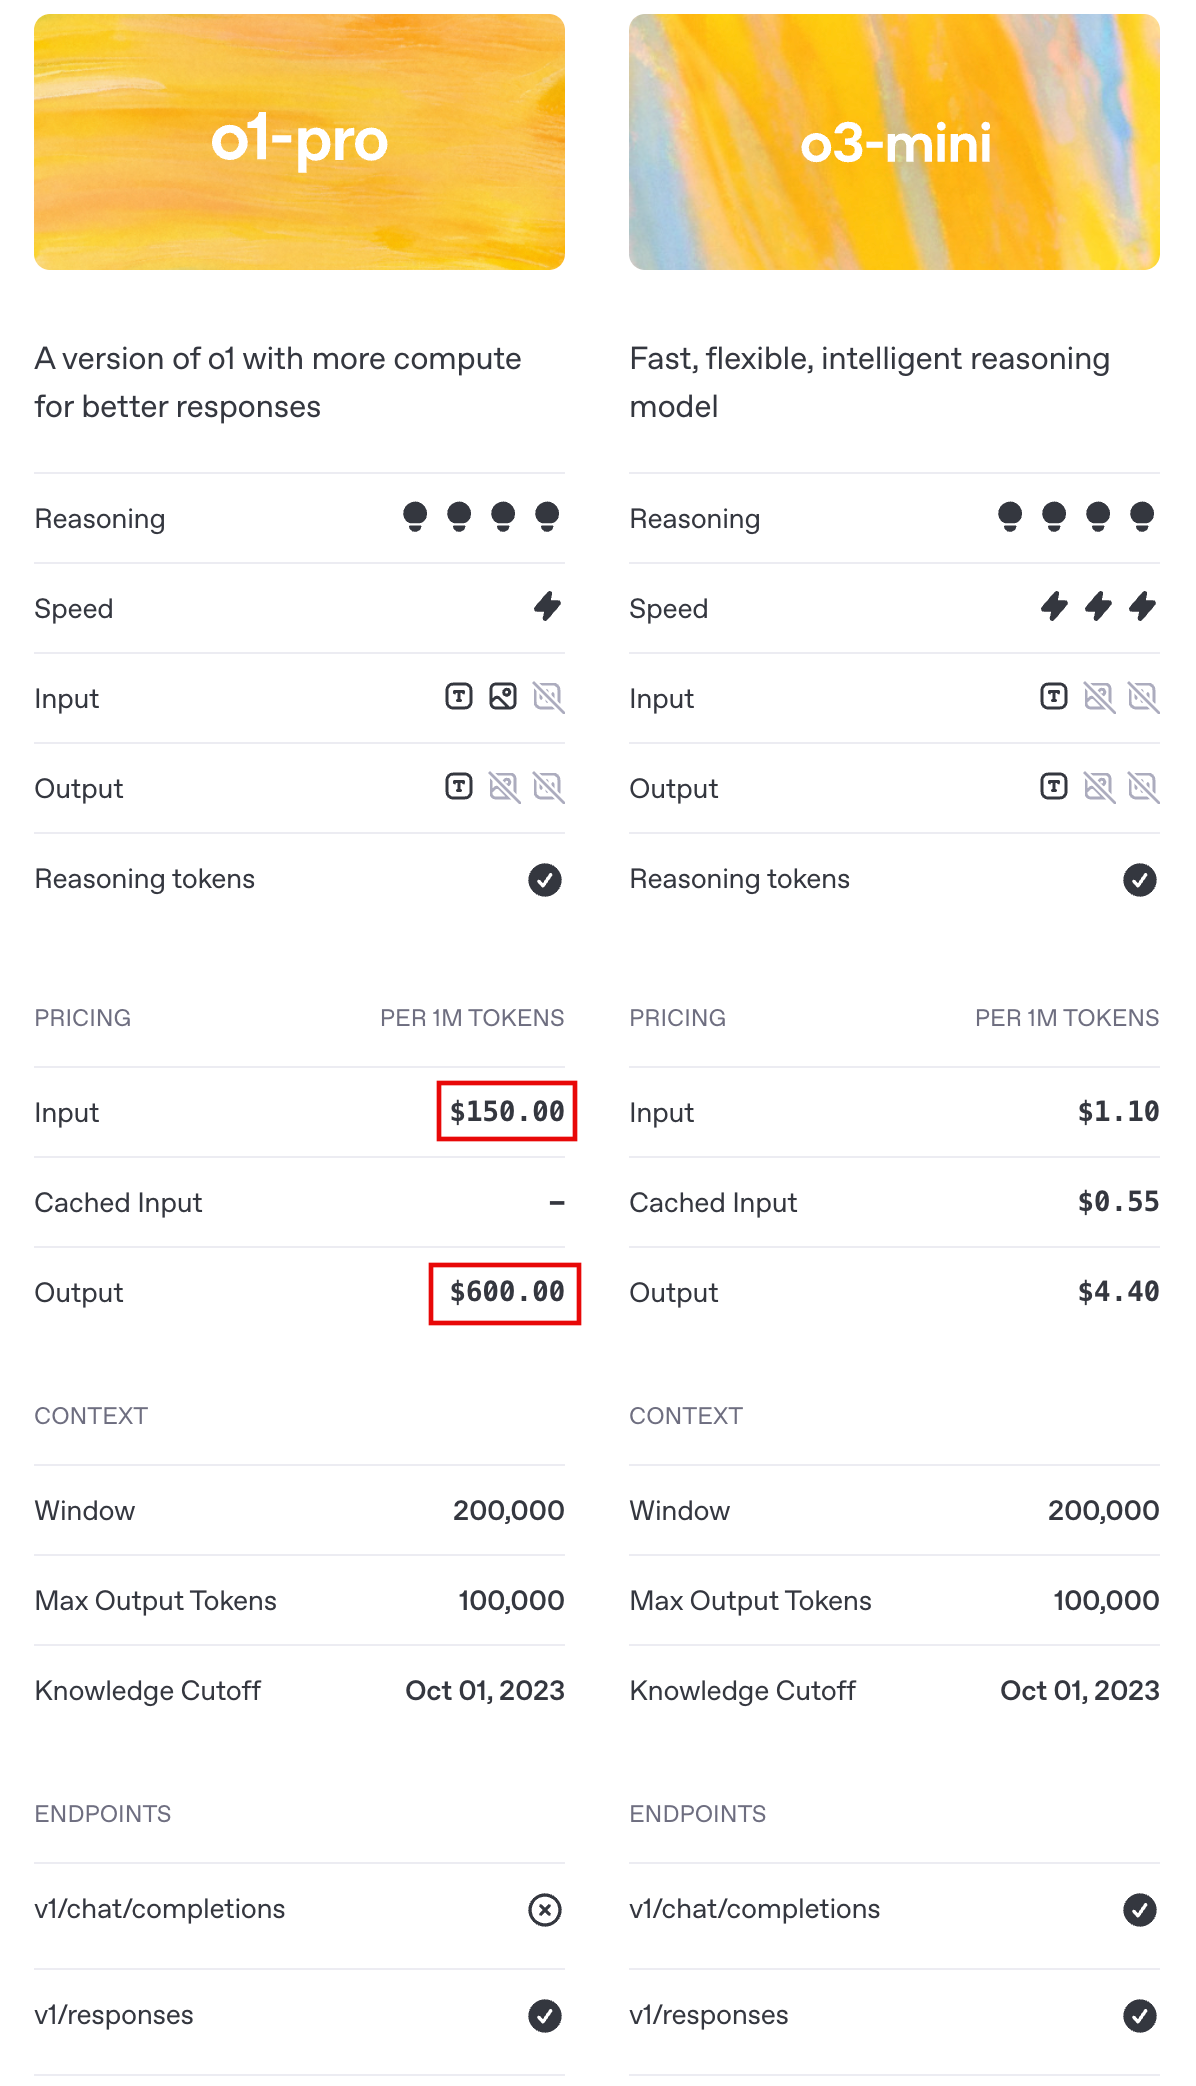 o1-pro
A version of o1 with more compute
for better responses
Reasoning
Speed
Input
Output
Reasoning tokens
PRICING PER 1M TOKENS
Input $150.00
Cached Input –
Output $600.00
CONTEXT
Window 200,000
Max Output Tokens 100,000
Knowledge Cutoff Oct 01, 2023
ENDPOINTS
v1/chat/completions
v1/responses
o3-mini
Fast, flexible, intelligent reasoning
model
Reasoning
Speed
Input
Output
Reasoning tokens
PRICING PER 1M TOKENS
Input $1.10
Cached Input $0.55
Output $4.40
CONTEXT
Window 200,000
Max Output Tokens 100,000
Knowledge Cutoff Oct 01, 2023
ENDPOINTS
v1/chat/completions
v1/responses